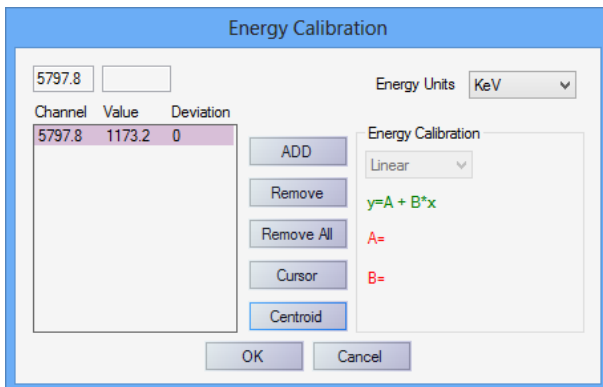 Energy Calibration
5797.8
Energy Units KeV
Channel Value Deviation
5797.8 1173.2 0
ADD
Remove
Remove All
Cursor
Centroid
Energy Calibration
Linear
y=A + B*x
A=
B=
OK Cancel